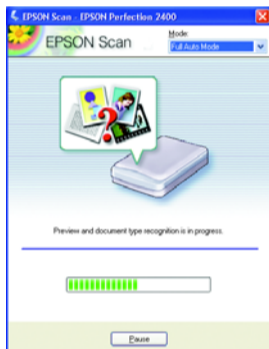 EPSON Scan - EPSON Perfection 2400
EPSON Scan
Mode:
Full Auto Mode
?
Preview and document type recognition is in progress.
Pause